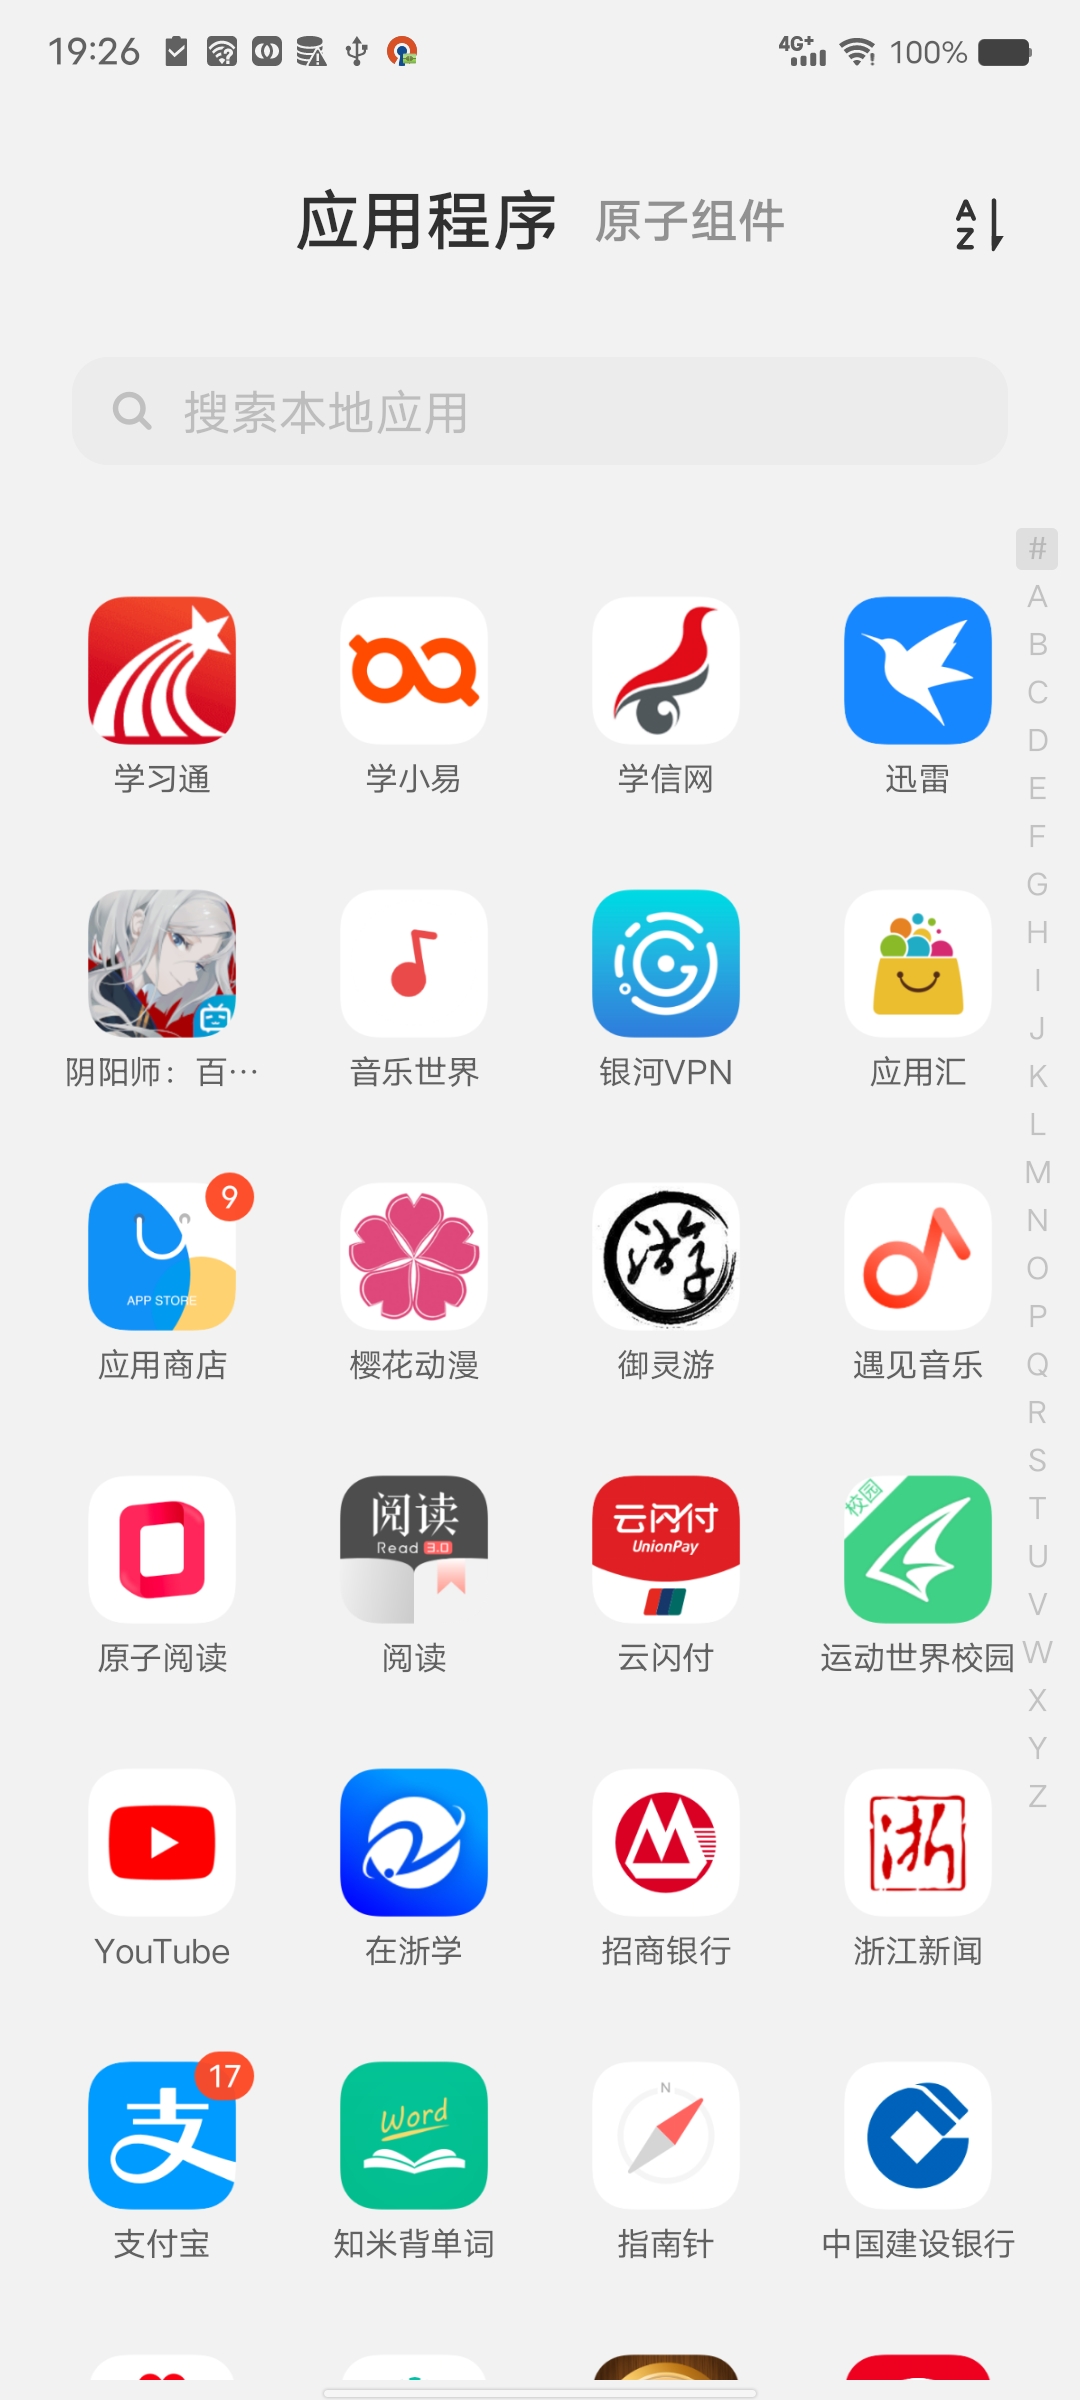 19:26
4G+ 100%
应用程序 原子组件
A
Z
搜索本地应用
#
A
B
C
D
E
F
G
H
I
J
K
L
M
N
O
P
Q
R
S
T
U
V
W
X
Y
Z
学习通 学小易 学信网 迅雷
阴阳师：百… 音乐世界 银河VPN 应用汇
9
APP STORE
游
应用商店 樱花动漫 御灵游 遇见音乐
阅读
Read 3.0
云闪付
UnionPay
校园
原子阅读 阅读 云闪付 运动世界校园
浙
YouTube 在浙学 招商银行 浙江新闻
17
支
Word
N
支付宝 知米背单词 指南针 中国建设银行